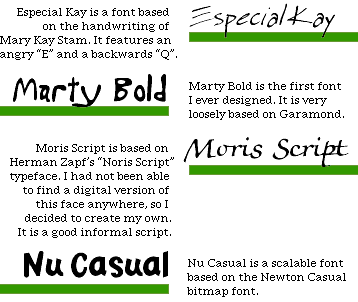 Especial Kay is a font based
on the handwriting of
Mary Kay Stam. It features an
angry “E” and a backwards “Q”.
Especial Kay
Marty Bold
Marty Bold is the first font
I ever designed. It is very
loosely based on Garamond.
Moris Script is based on
Herman Zapf’s “Noris Script”
typeface. I had not been able
to find a digital version of
this face anywhere, so I
decided to create my own.
It is a good informal script.
Moris Script
Nu Casual
Nu Casual is a scalable font
based on the Newton Casual
bitmap font.